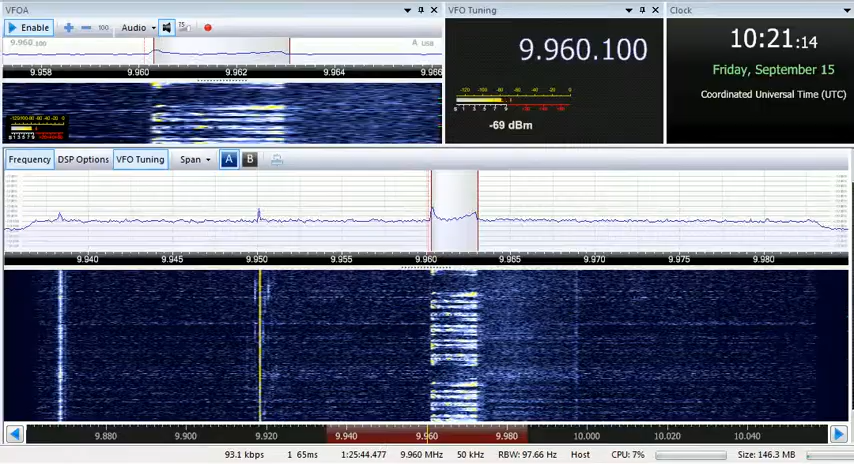 VFOA
Enable
100
Audio
75
9.960.100
A USB
9.958 9.960 9.962 9.964 9.966
VFO Tuning
9.960.100
-69 dBm
Clock
10:21:14
Friday, September 15
Coordinated Universal Time (UTC)
Frequency DSP Options VFO Tuning Span A B
9.940 9.945 9.950 9.955 9.960 9.965 9.970 9.975 9.980
9.880 9.900 9.920 9.940 9.960 9.980 10.000 10.020 10.040
93.1 kbps 1 65ms 1:25:44.477 9.960 MHz 50 kHz RBW: 97.66 Hz Host CPU: 7% Size: 146.3 MB